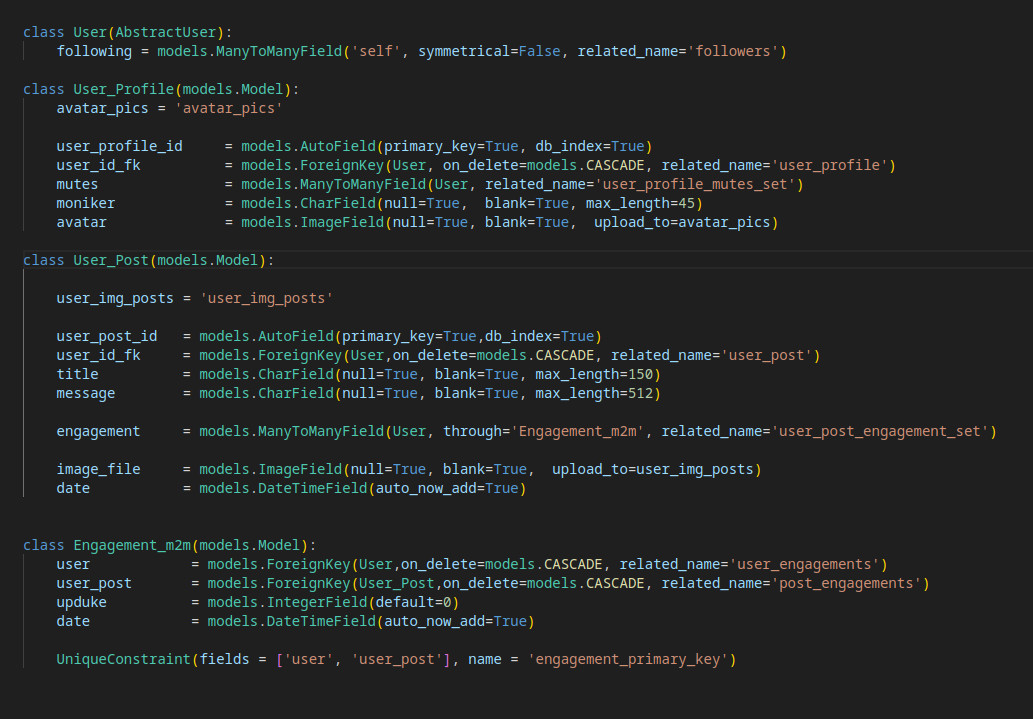 class User(AbstractUser):
    following = models.ManyToManyField('self', symmetrical=False, related_name='followers')
class User_Profile(models.Model):
    avatar_pics = 'avatar_pics'
    user_profile_id     = models.AutoField(primary_key=True, db_index=True)
    user_id_fk          = models.ForeignKey(User, on_delete=models.CASCADE, related_name='user_profile')
    mutes               = models.ManyToManyField(User, related_name='user_profile_mutes_set')
    moniker             = models.CharField(null=True,  blank=True, max_length=45)
    avatar              = models.ImageField(null=True, blank=True,  upload_to=avatar_pics)
class User_Post(models.Model):
    user_img_posts = 'user_img_posts'
    user_post_id   = models.AutoField(primary_key=True,db_index=True)
    user_id_fk     = models.ForeignKey(User,on_delete=models.CASCADE, related_name='user_post')
    title          = models.CharField(null=True, blank=True, max_length=150)
    message        = models.CharField(null=True, blank=True, max_length=512)
    engagement     = models.ManyToManyField(User, through='Engagement_m2m', related_name='user_post_engagement_set')
    image_file     = models.ImageField(null=True, blank=True,  upload_to=user_img_posts)
    date           = models.DateTimeField(auto_now_add=True)
class Engagement_m2m(models.Model):
    user            = models.ForeignKey(User,on_delete=models.CASCADE, related_name='user_engagements')
    user_post       = models.ForeignKey(User_Post,on_delete=models.CASCADE, related_name='post_engagements')
    upduke          = models.IntegerField(default=0)
    date            = models.DateTimeField(auto_now_add=True)
    UniqueConstraint(fields = ['user', 'user_post'], name = 'engagement_primary_key')